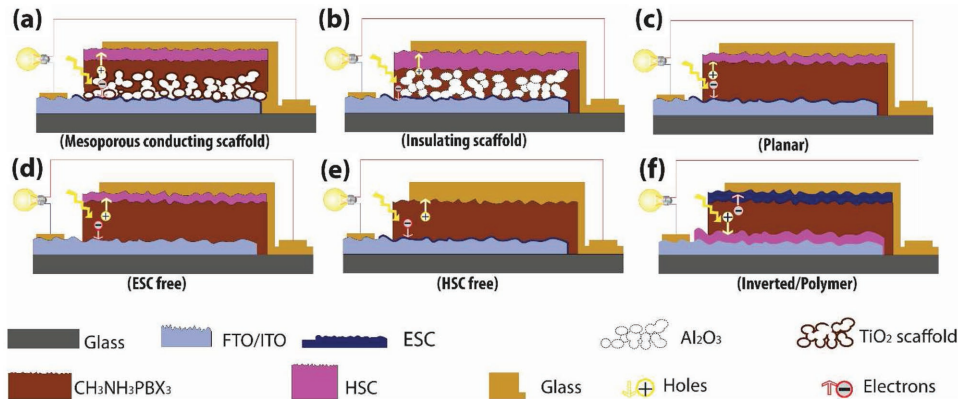 (a)
(b)
(c)
(Mesoporous conducting scaffold)
(Insulating scaffold)
(Planar)
(d)
(e)
(f)
(ESC free)
(HSC free)
(Inverted/Polymer)
Glass
FTO/ITO
ESC
Al₂O₃
TiO₂ scaffold
CH₃NH₃PBX₃
HSC
Glass
Holes
Electrons